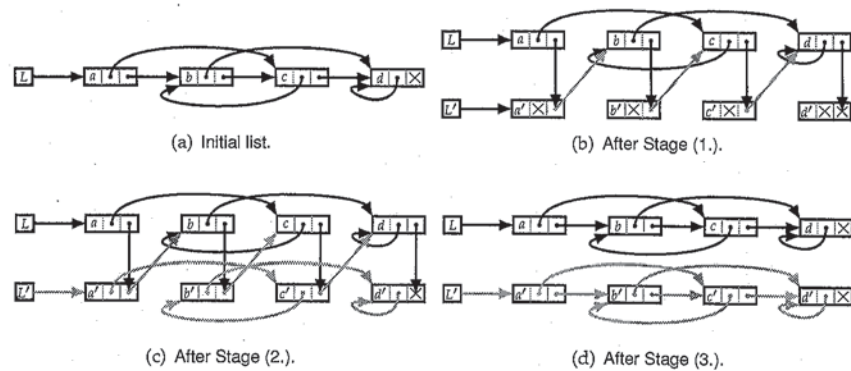 L a b c d
(a) Initial list.
L a b c d
L' a' b' c' d'
(b) After Stage (1.).
L a b c d
L' a' b' c' d'
(c) After Stage (2.).
L a b c d
L' a' b' c' d'
(d) After Stage (3.).